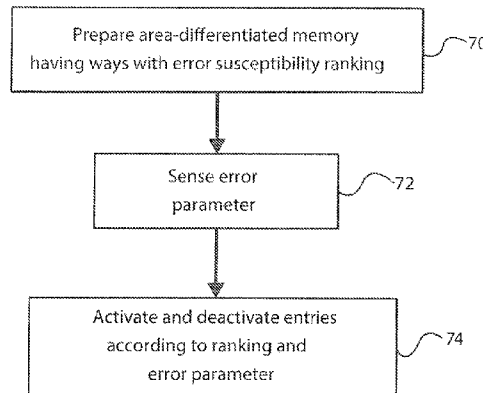 Prepare area-differentiated memory
having ways with error susceptibility ranking
70
Sense error
parameter
72
Activate and deactivate entries
according to ranking and
error parameter
74